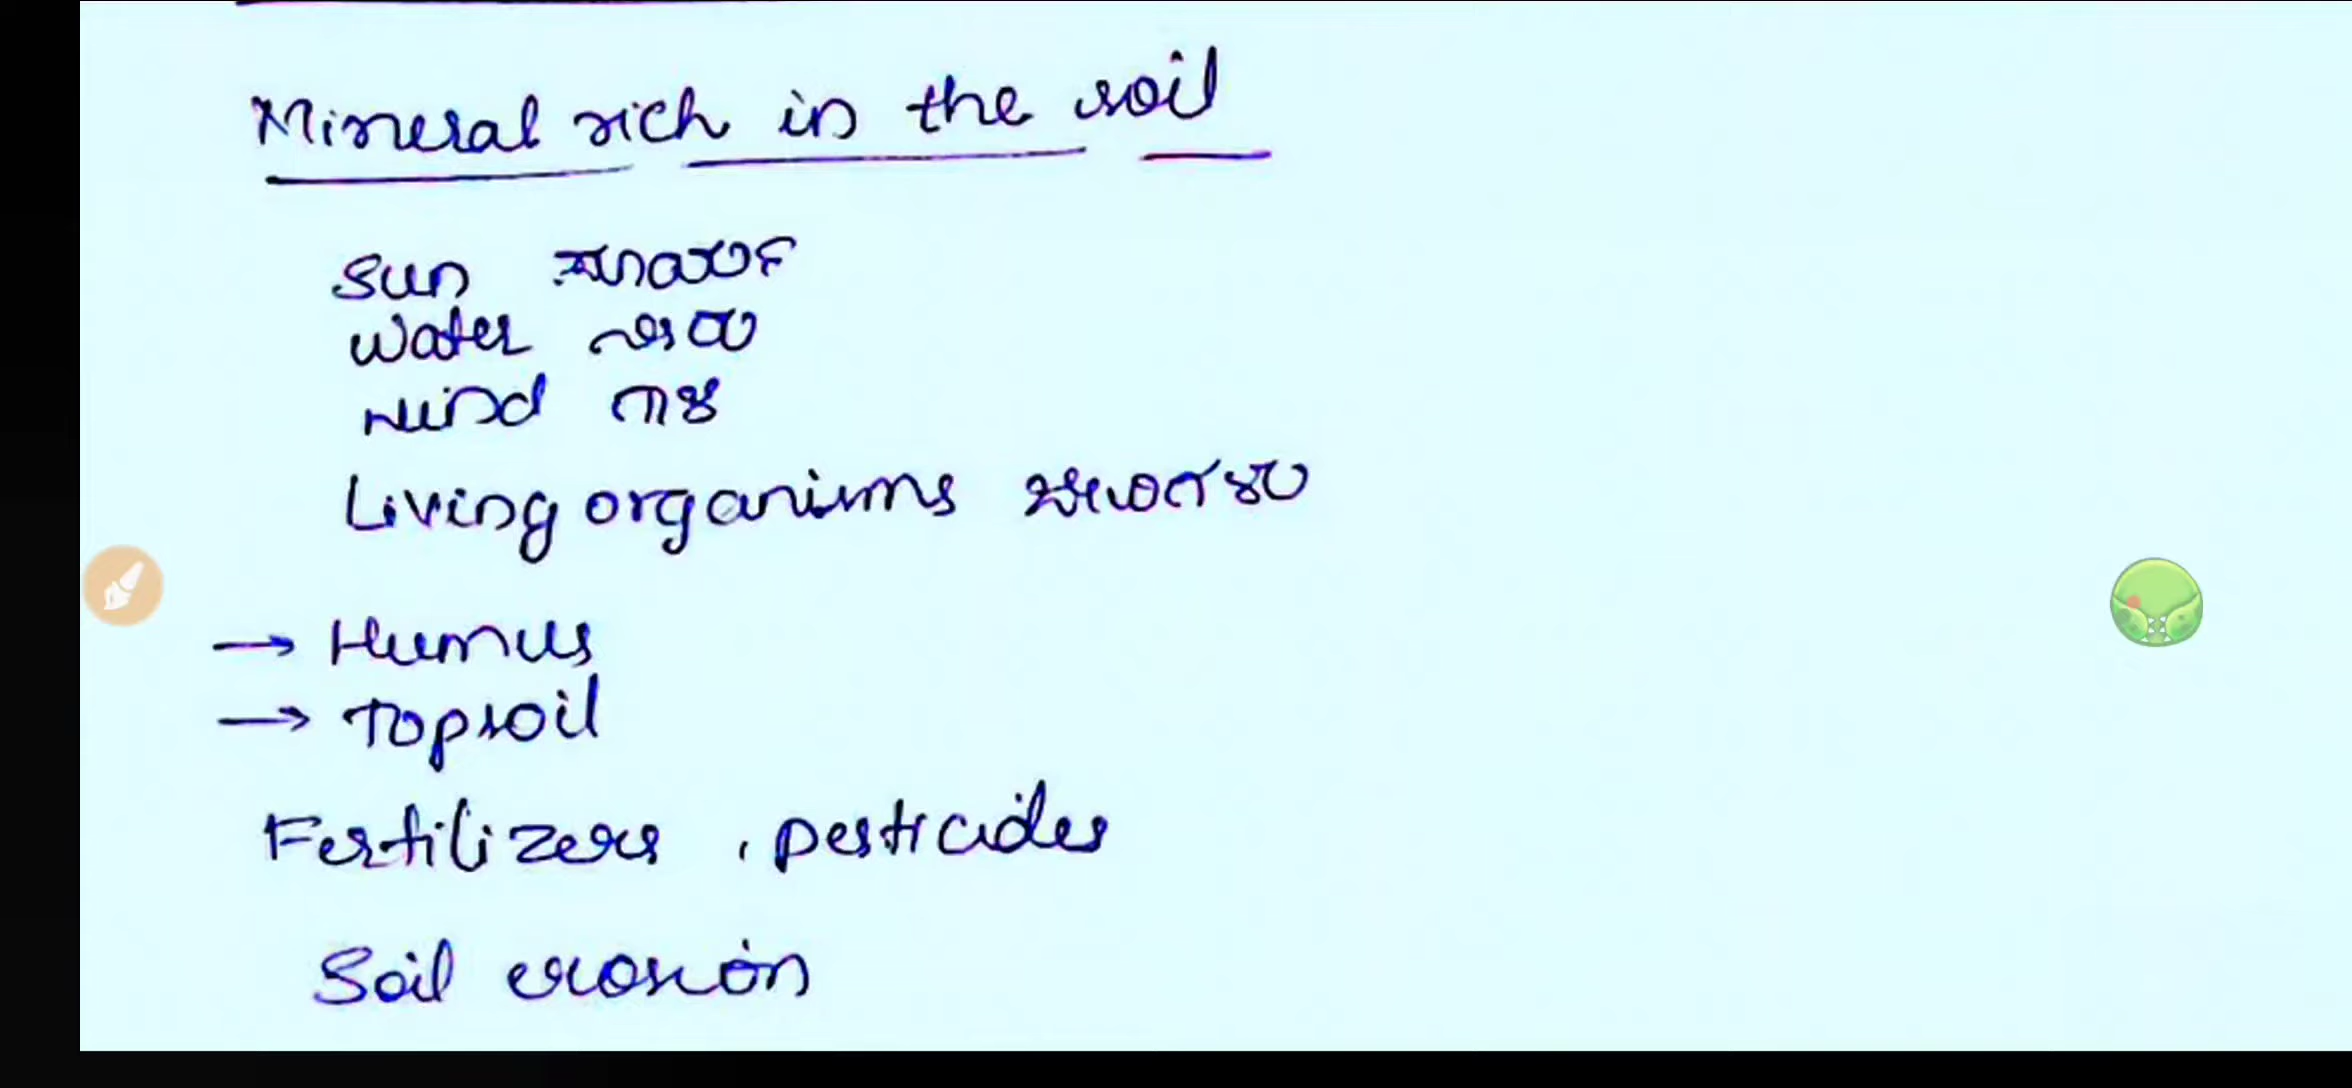 Mineral rich in the soil
Sun ಸೂರ್ಯ
Water ನೀರು
Wind ಗಾಳಿ
Living organisms ಜೀವಿಗಳು
→ Humus
→ Topsoil
Fertilizers , pesticides
Soil erosion